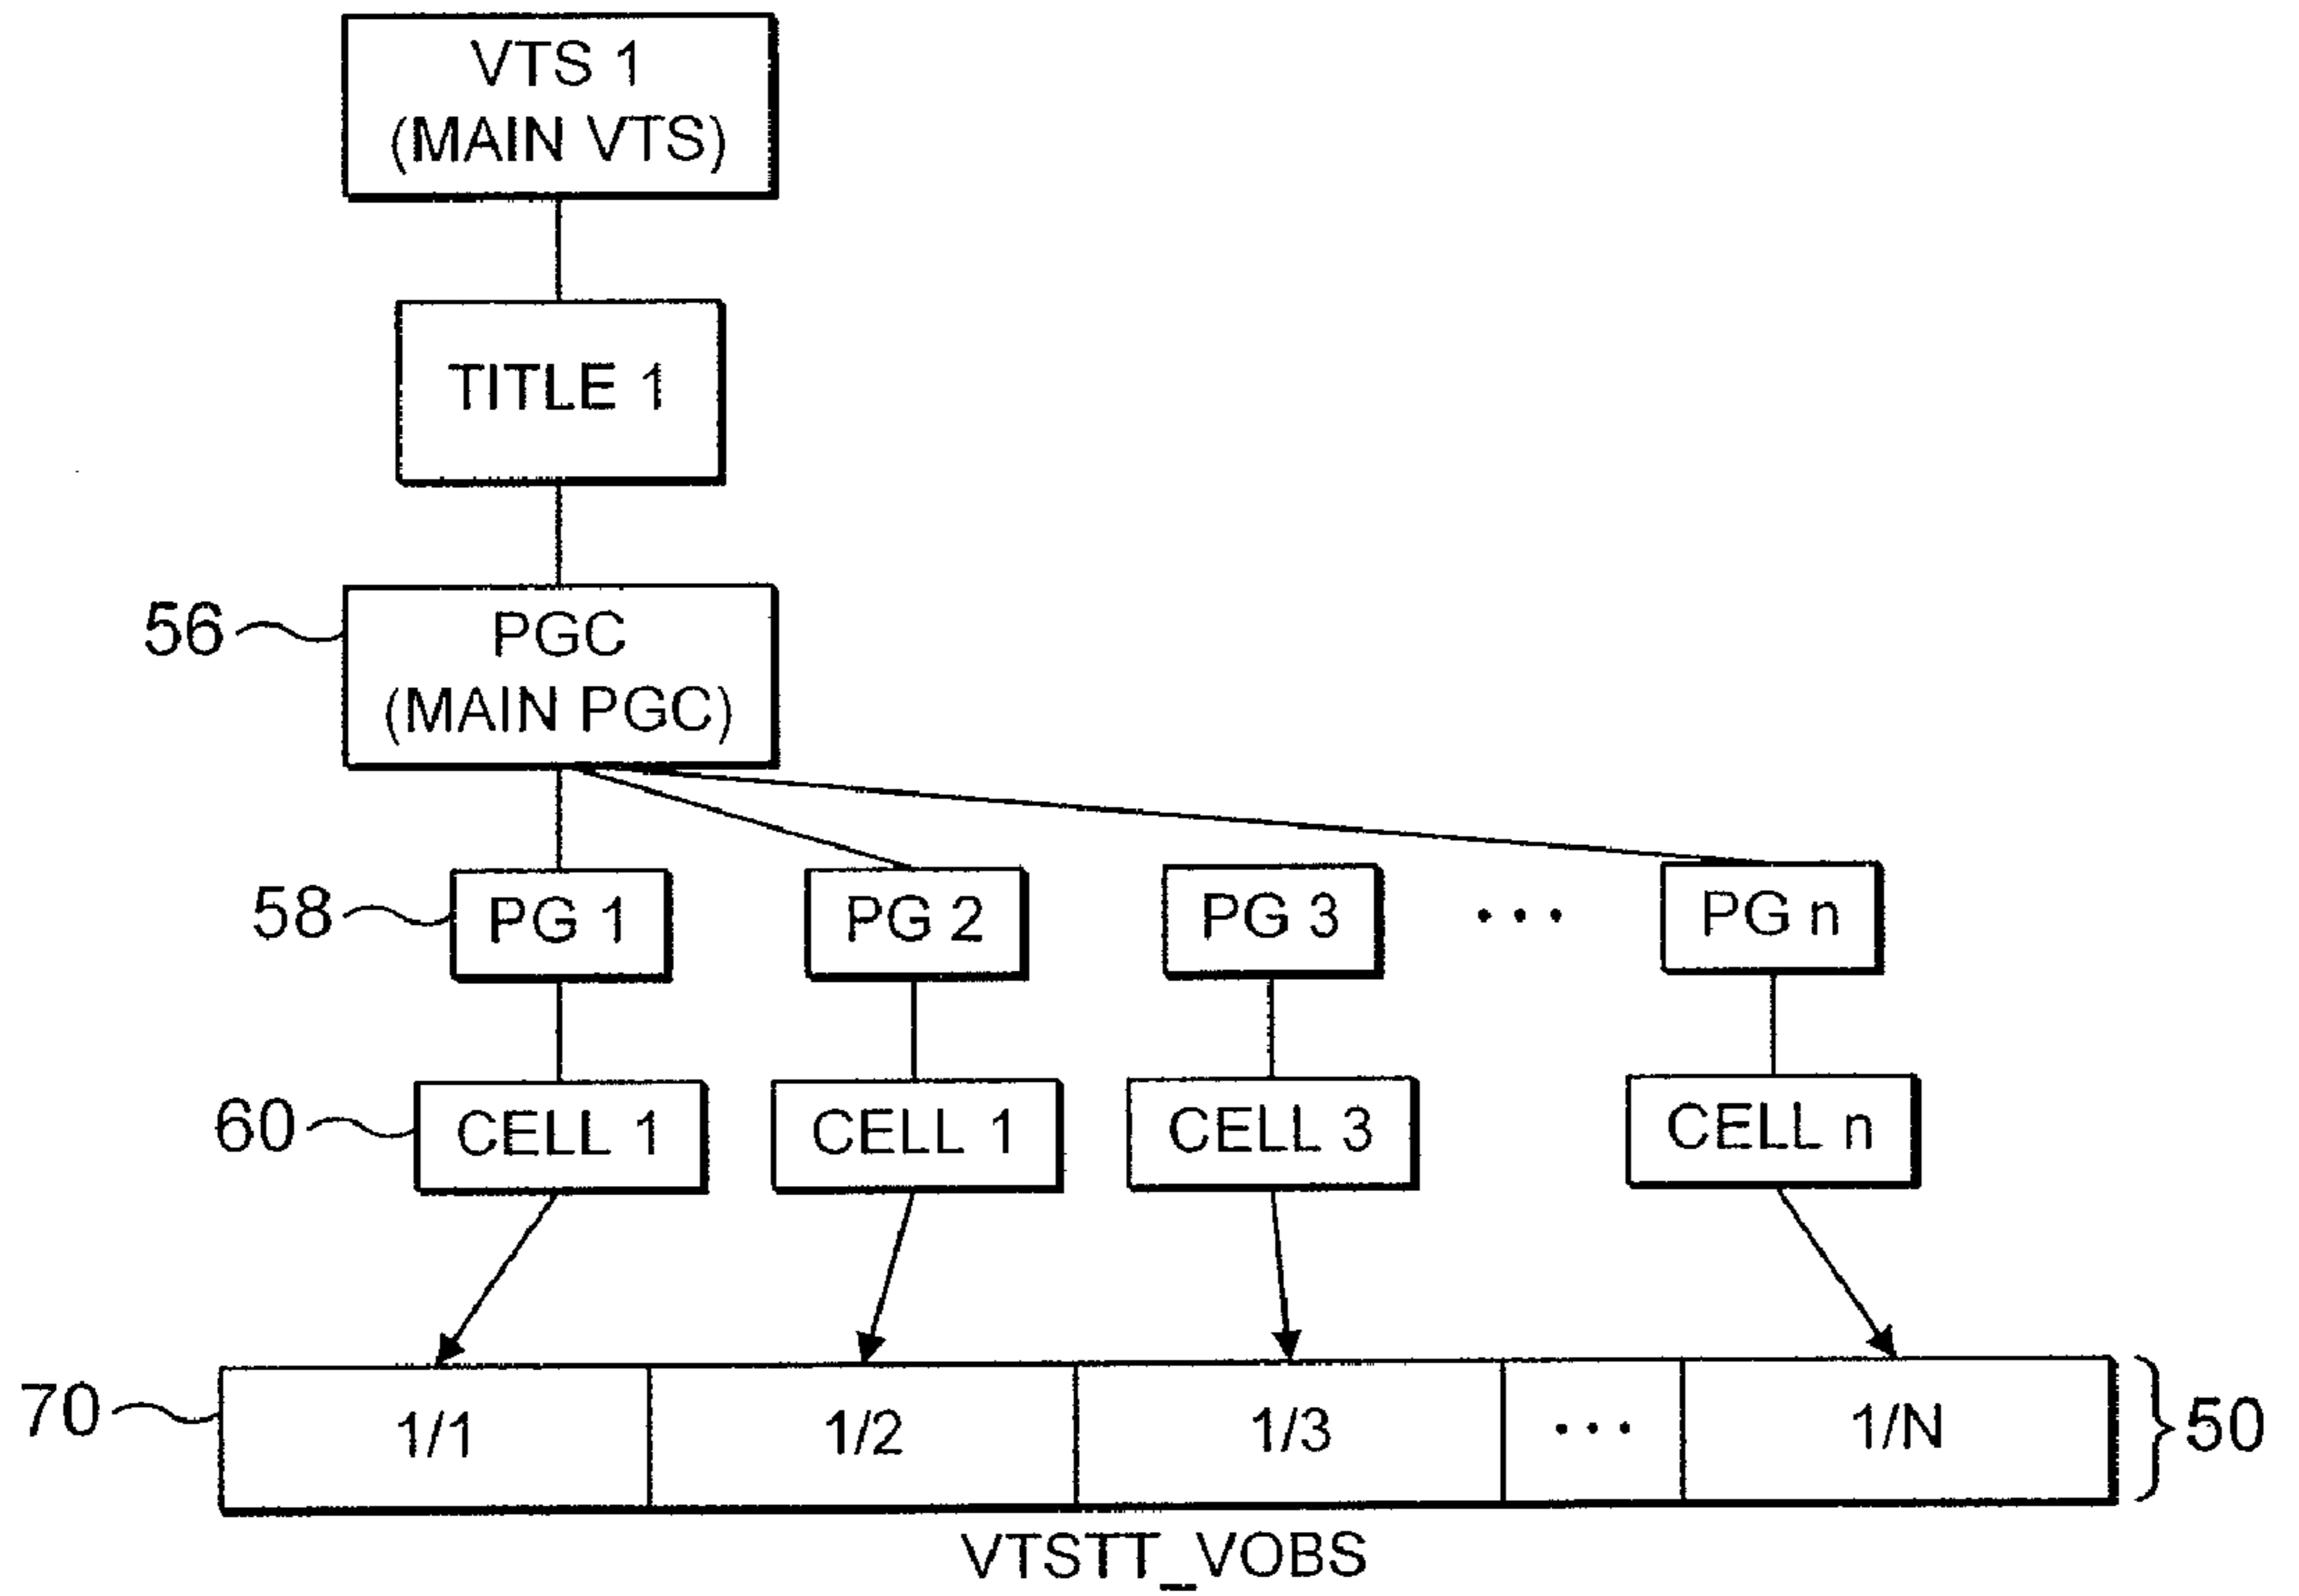 VTS 1
(MAIN VTS)
TITLE 1
56
PGC
(MAIN PGC)
58
PG 1
PG 2
PG 3
• • •
PG n
60
CELL 1
CELL 1
CELL 3
CELL n
70
1/1
1/2
1/3
• • •
1/N
50
VTSTT_VOBS